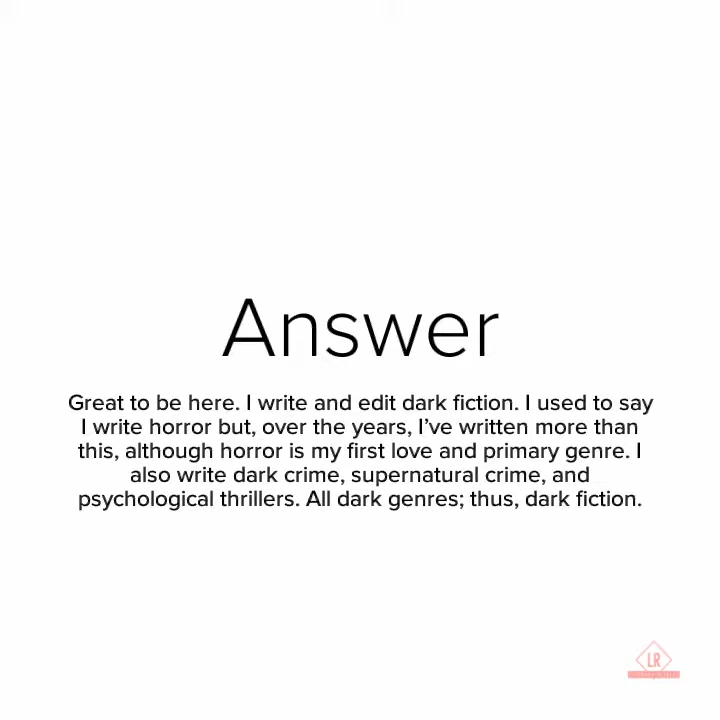 Answer
Great to be here. I write and edit dark fiction. I used to say
I write horror but, over the years, I’ve written more than
this, although horror is my first love and primary genre. I
also write dark crime, supernatural crime, and
psychological thrillers. All dark genres; thus, dark fiction.
LR